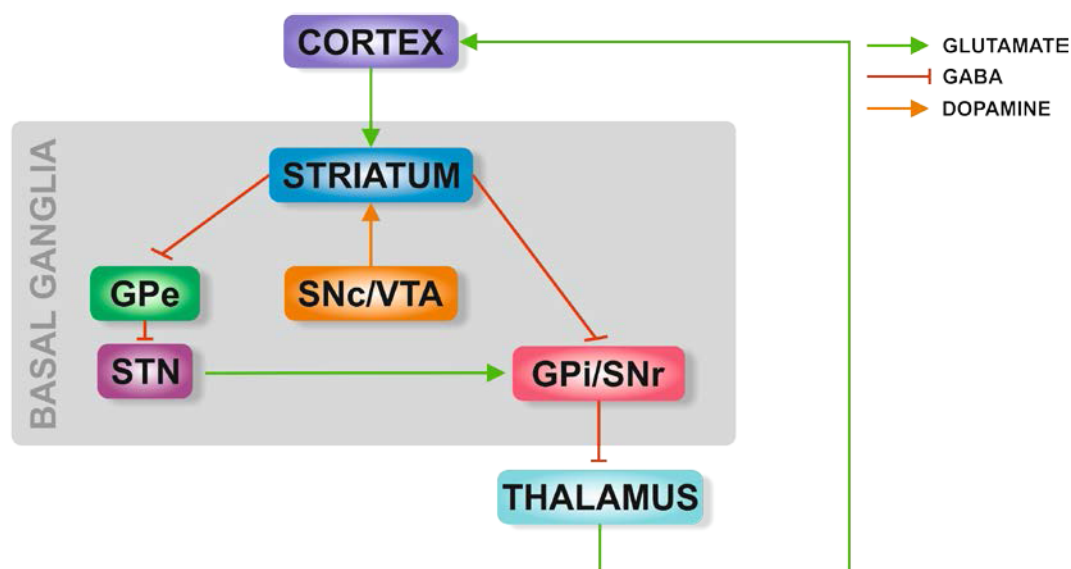 CORTEX
GLUTAMATE
GABA
DOPAMINE
BASAL GANGLIA
STRIATUM
GPe
SNc/VTA
STN
GPi/SNr
THALAMUS